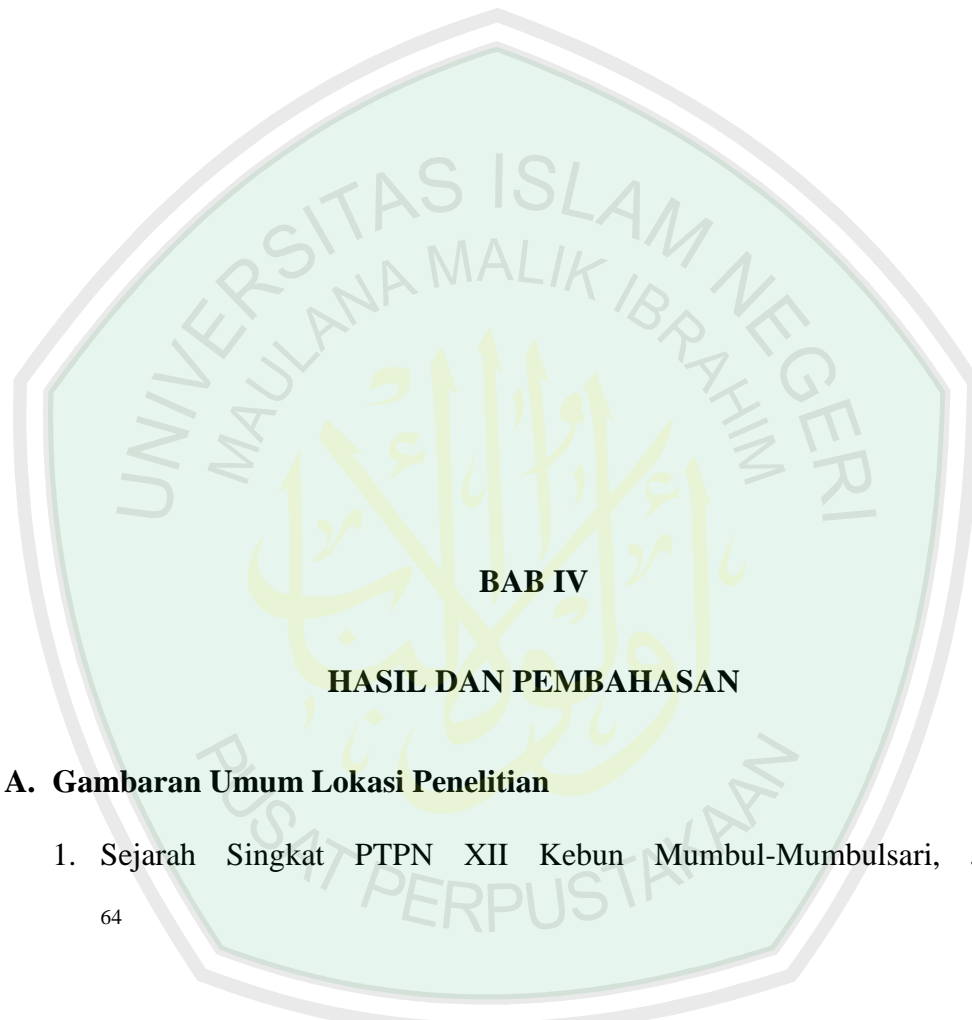 UNIVERSITAS ISLAM NEGERI
MAULANA MALIK IBRAHIM
BAB IV
HASIL DAN PEMBAHASAN
A. Gambaran Umum Lokasi Penelitian
1. Sejarah Singkat PTPN XII Kebun Mumbul-Mumbulsari,
64
PUSAT PERPUSTAKAAN